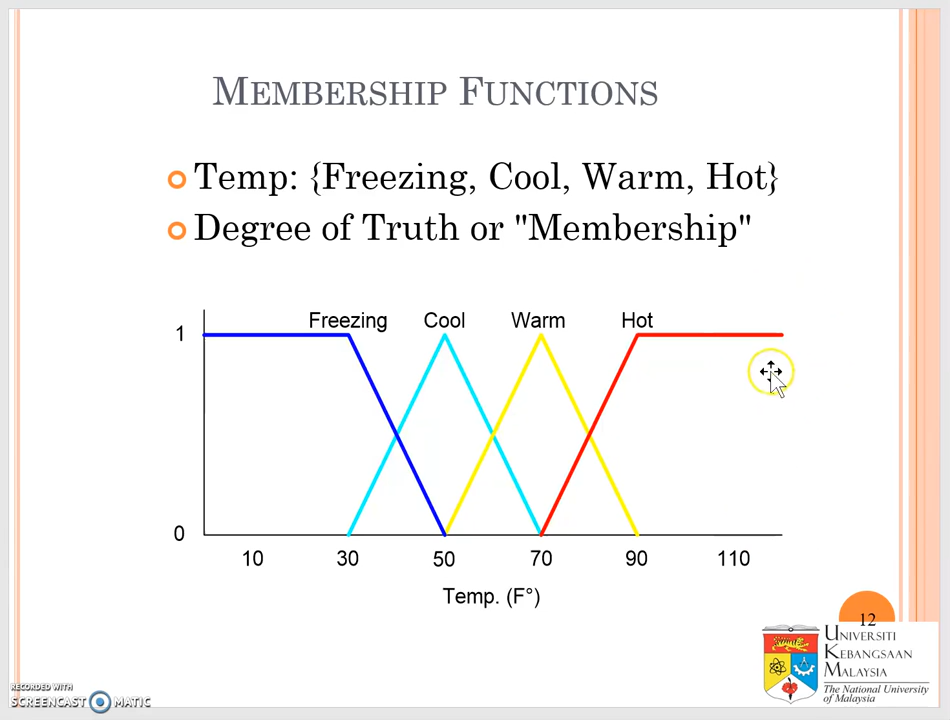 MEMBERSHIP FUNCTIONS
Temp: {Freezing, Cool, Warm, Hot}
Degree of Truth or "Membership"
Freezing Cool Warm Hot
1
0
10 30 50 70 90 110
Temp. (F°)
12
UNIVERSITI
KEBANGSAAN
MALAYSIA
The National University
of Malaysia
RECORDED WITH
SCREENCAST MATIC